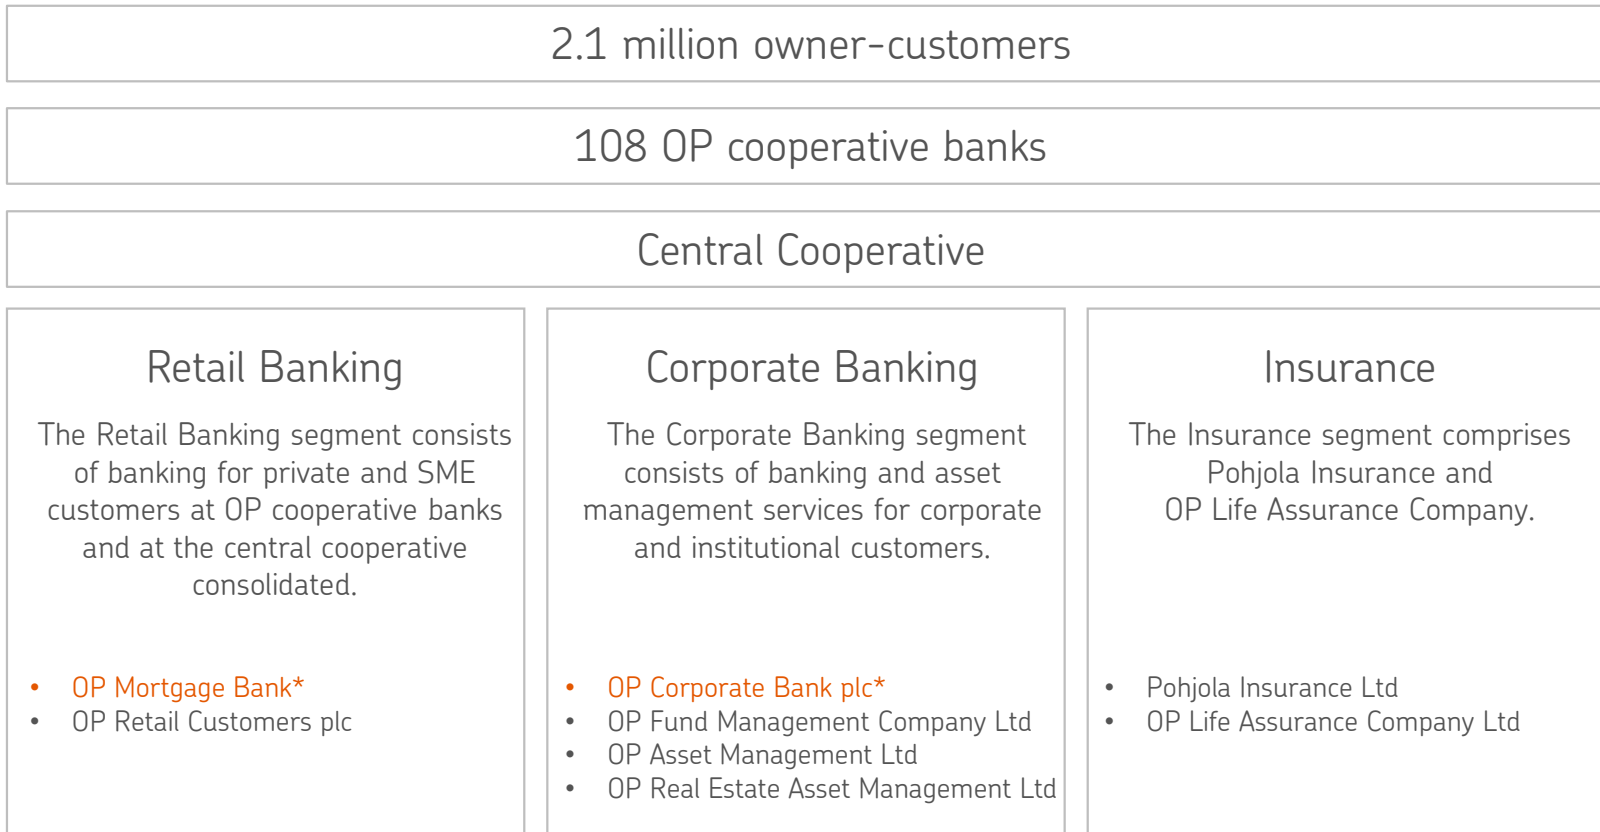 2.1 million owner-customers
108 OP cooperative banks
Central Cooperative
Retail Banking
The Retail Banking segment consists
of banking for private and SME
customers at OP cooperative banks
and at the central cooperative
consolidated.
• OP Mortgage Bank*
• OP Retail Customers plc
Corporate Banking
The Corporate Banking segment
consists of banking and asset
management services for corporate
and institutional customers.
• OP Corporate Bank plc*
• OP Fund Management Company Ltd
• OP Asset Management Ltd
• OP Real Estate Asset Management Ltd
Insurance
The Insurance segment comprises
Pohjola Insurance and
OP Life Assurance Company.
• Pohjola Insurance Ltd
• OP Life Assurance Company Ltd